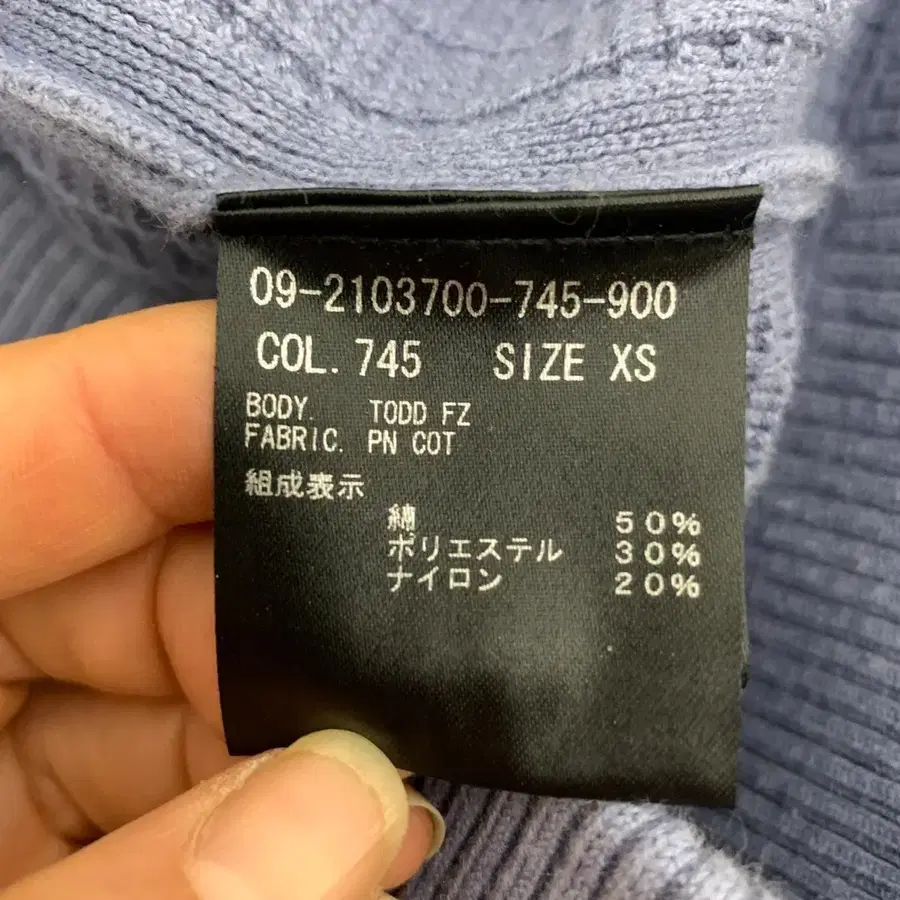 09-2103700-745-900
COL. 745 SIZE XS
BODY. TODD FZ
FABRIC. PN COT
組成表示
綿 50%
ポリエステル 30%
ナイロン 20%